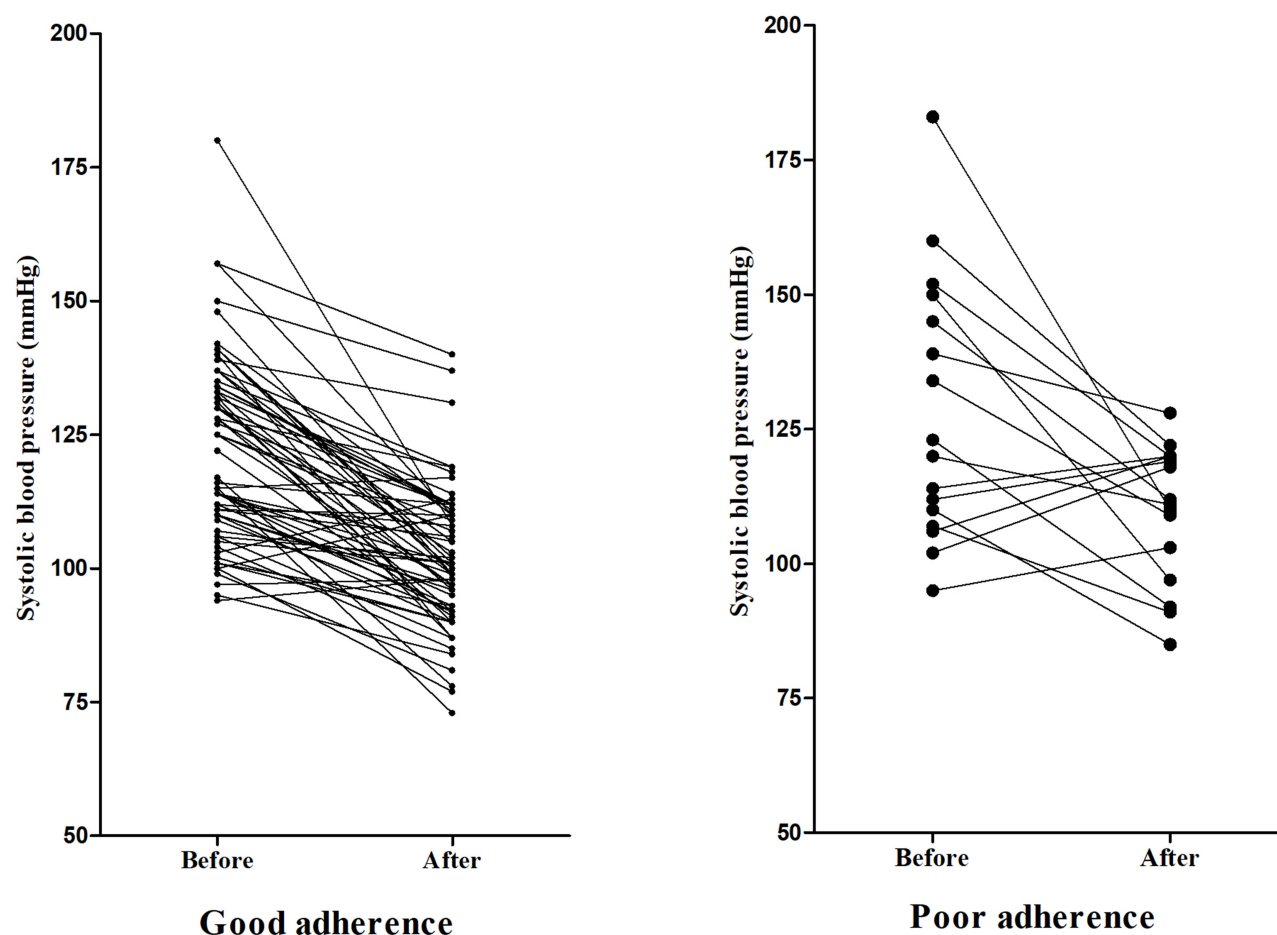 200
175
150
125
100
75
50
Systolic blood pressure (mmHg)
Before
After
Good adherence
200
175
150
125
100
75
50
Systolic blood pressure (mmHg)
Before
After
Poor adherence